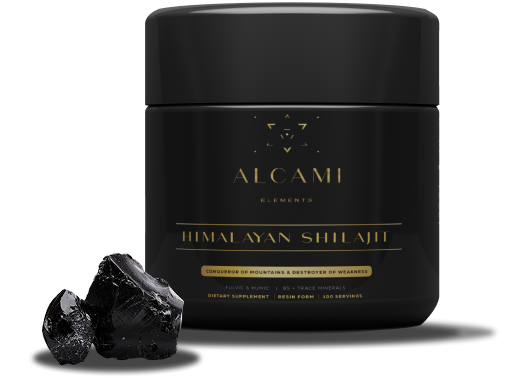 ALCAMI
ELEMENTS
HIMALAYAN SHILAJIT
CONQUEROR OF MOUNTAINS & DESTROYER OF WEAKNESS
FULVO & HUMIC | 85+ TRACE MINERALS
DIETARY SUPPLEMENT | RESIN FORM | 100 SERVINGS